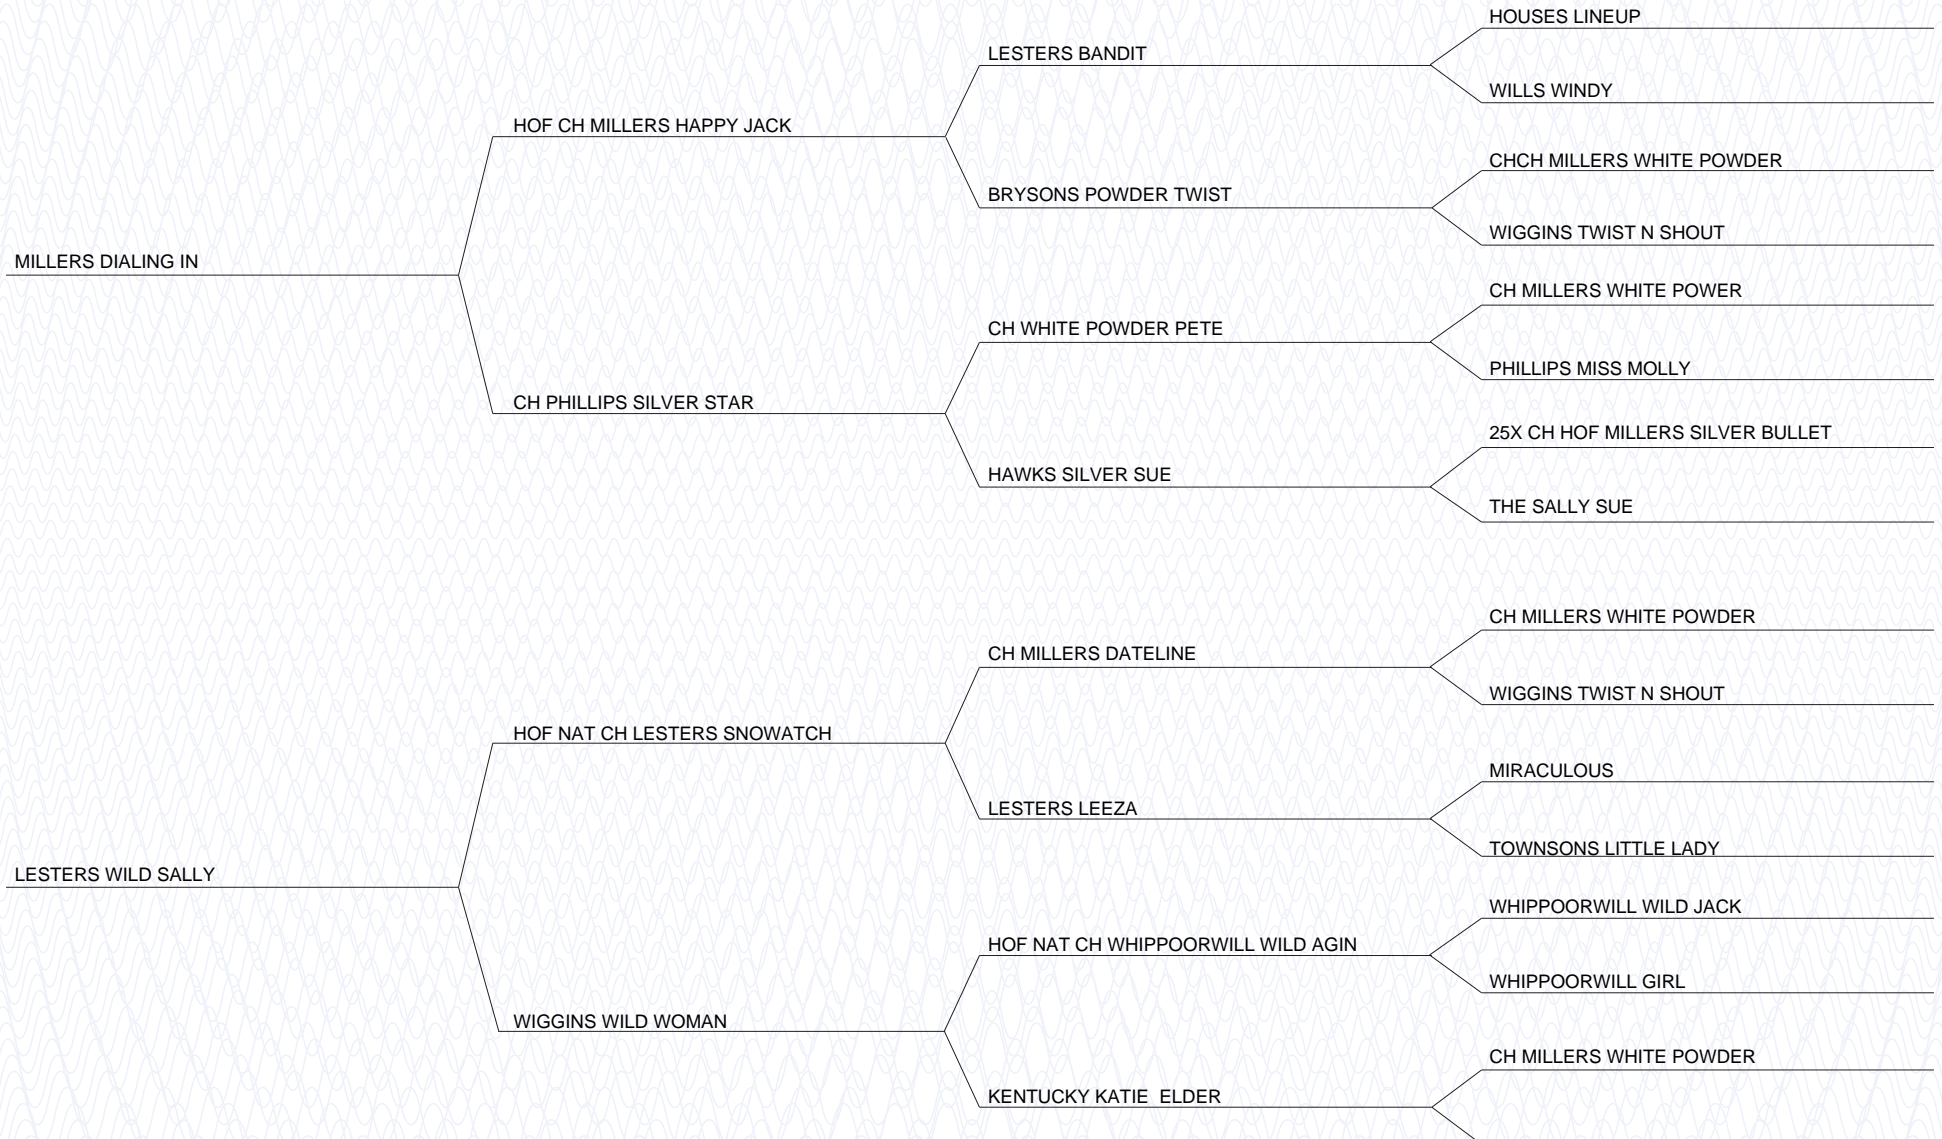 HOUSES LINEUP
LESTERS BANDIT
WILLS WINDY
HOF CH MILLERS HAPPY JACK
CHCH MILLERS WHITE POWDER
BRYSONS POWDER TWIST
WIGGINS TWIST N SHOUT
MILLERS DIALING IN
CH MILLERS WHITE POWER
CH WHITE POWDER PETE
PHILLIPS MISS MOLLY
CH PHILLIPS SILVER STAR
25X CH HOF MILLERS SILVER BULLET
HAWKS SILVER SUE
THE SALLY SUE
CH MILLERS WHITE POWDER
CH MILLERS DATELINE
WIGGINS TWIST N SHOUT
HOF NAT CH LESTERS SNOWATCH
MIRACULOUS
LESTERS LEEZA
TOWNSONS LITTLE LADY
LESTERS WILD SALLY
WHIPPOORWILL WILD JACK
HOF NAT CH WHIPPOORWILL WILD AGIN
WHIPPOORWILL GIRL
WIGGINS WILD WOMAN
CH MILLERS WHITE POWDER
KENTUCKY KATIE  ELDER